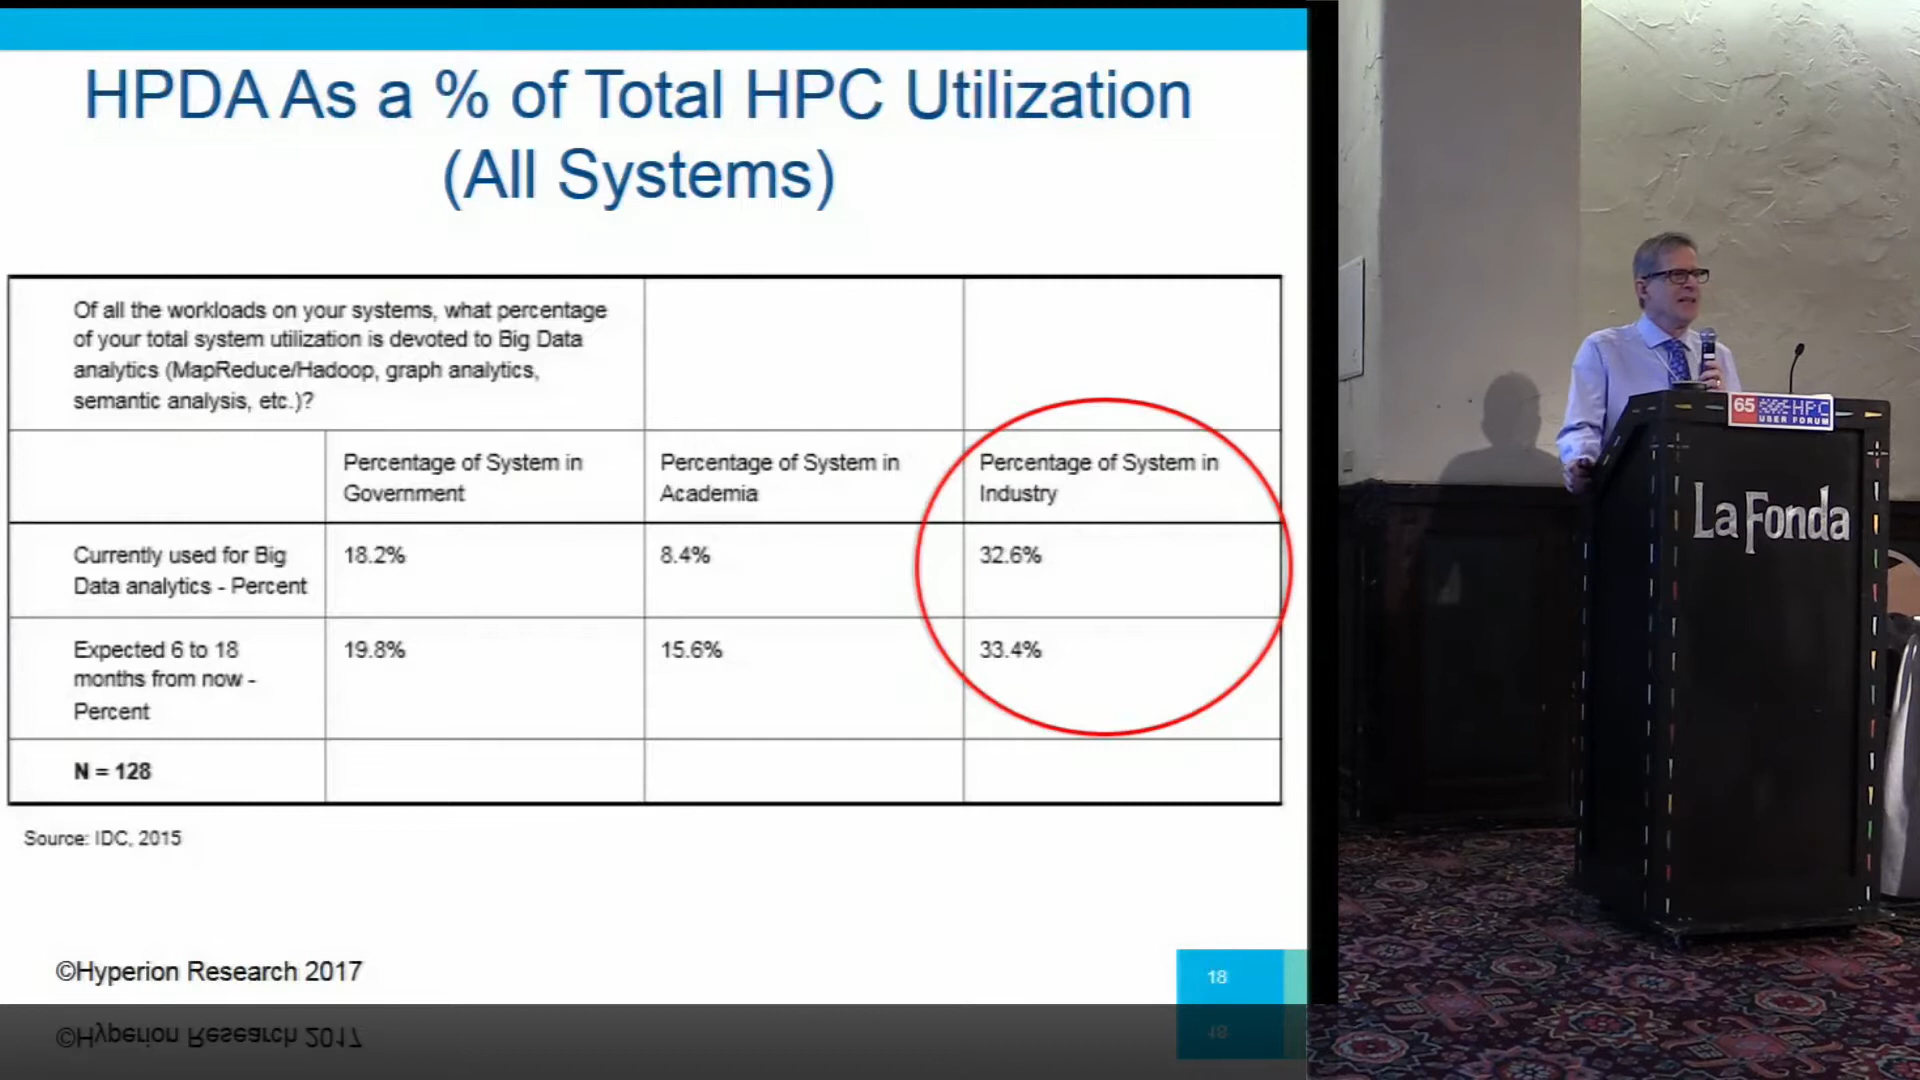 HPDA As a % of Total HPC Utilization
(All Systems)
Of all the workloads on your systems, what percentage
of your total system utilization is devoted to Big Data
analytics (MapReduce/Hadoop, graph analytics,
semantic analysis, etc.)?
Percentage of System in
Government
Percentage of System in
Academia
Percentage of System in
Industry
Currently used for Big
Data analytics - Percent
18.2%
8.4%
32.6%
Expected 6 to 18
months from now -
Percent
19.8%
15.6%
33.4%
N = 128
Source: IDC, 2015
©Hyperion Research 2017
18
©Hyperion Research 2017
18
65 HPC
USER FORUM
La Fonda